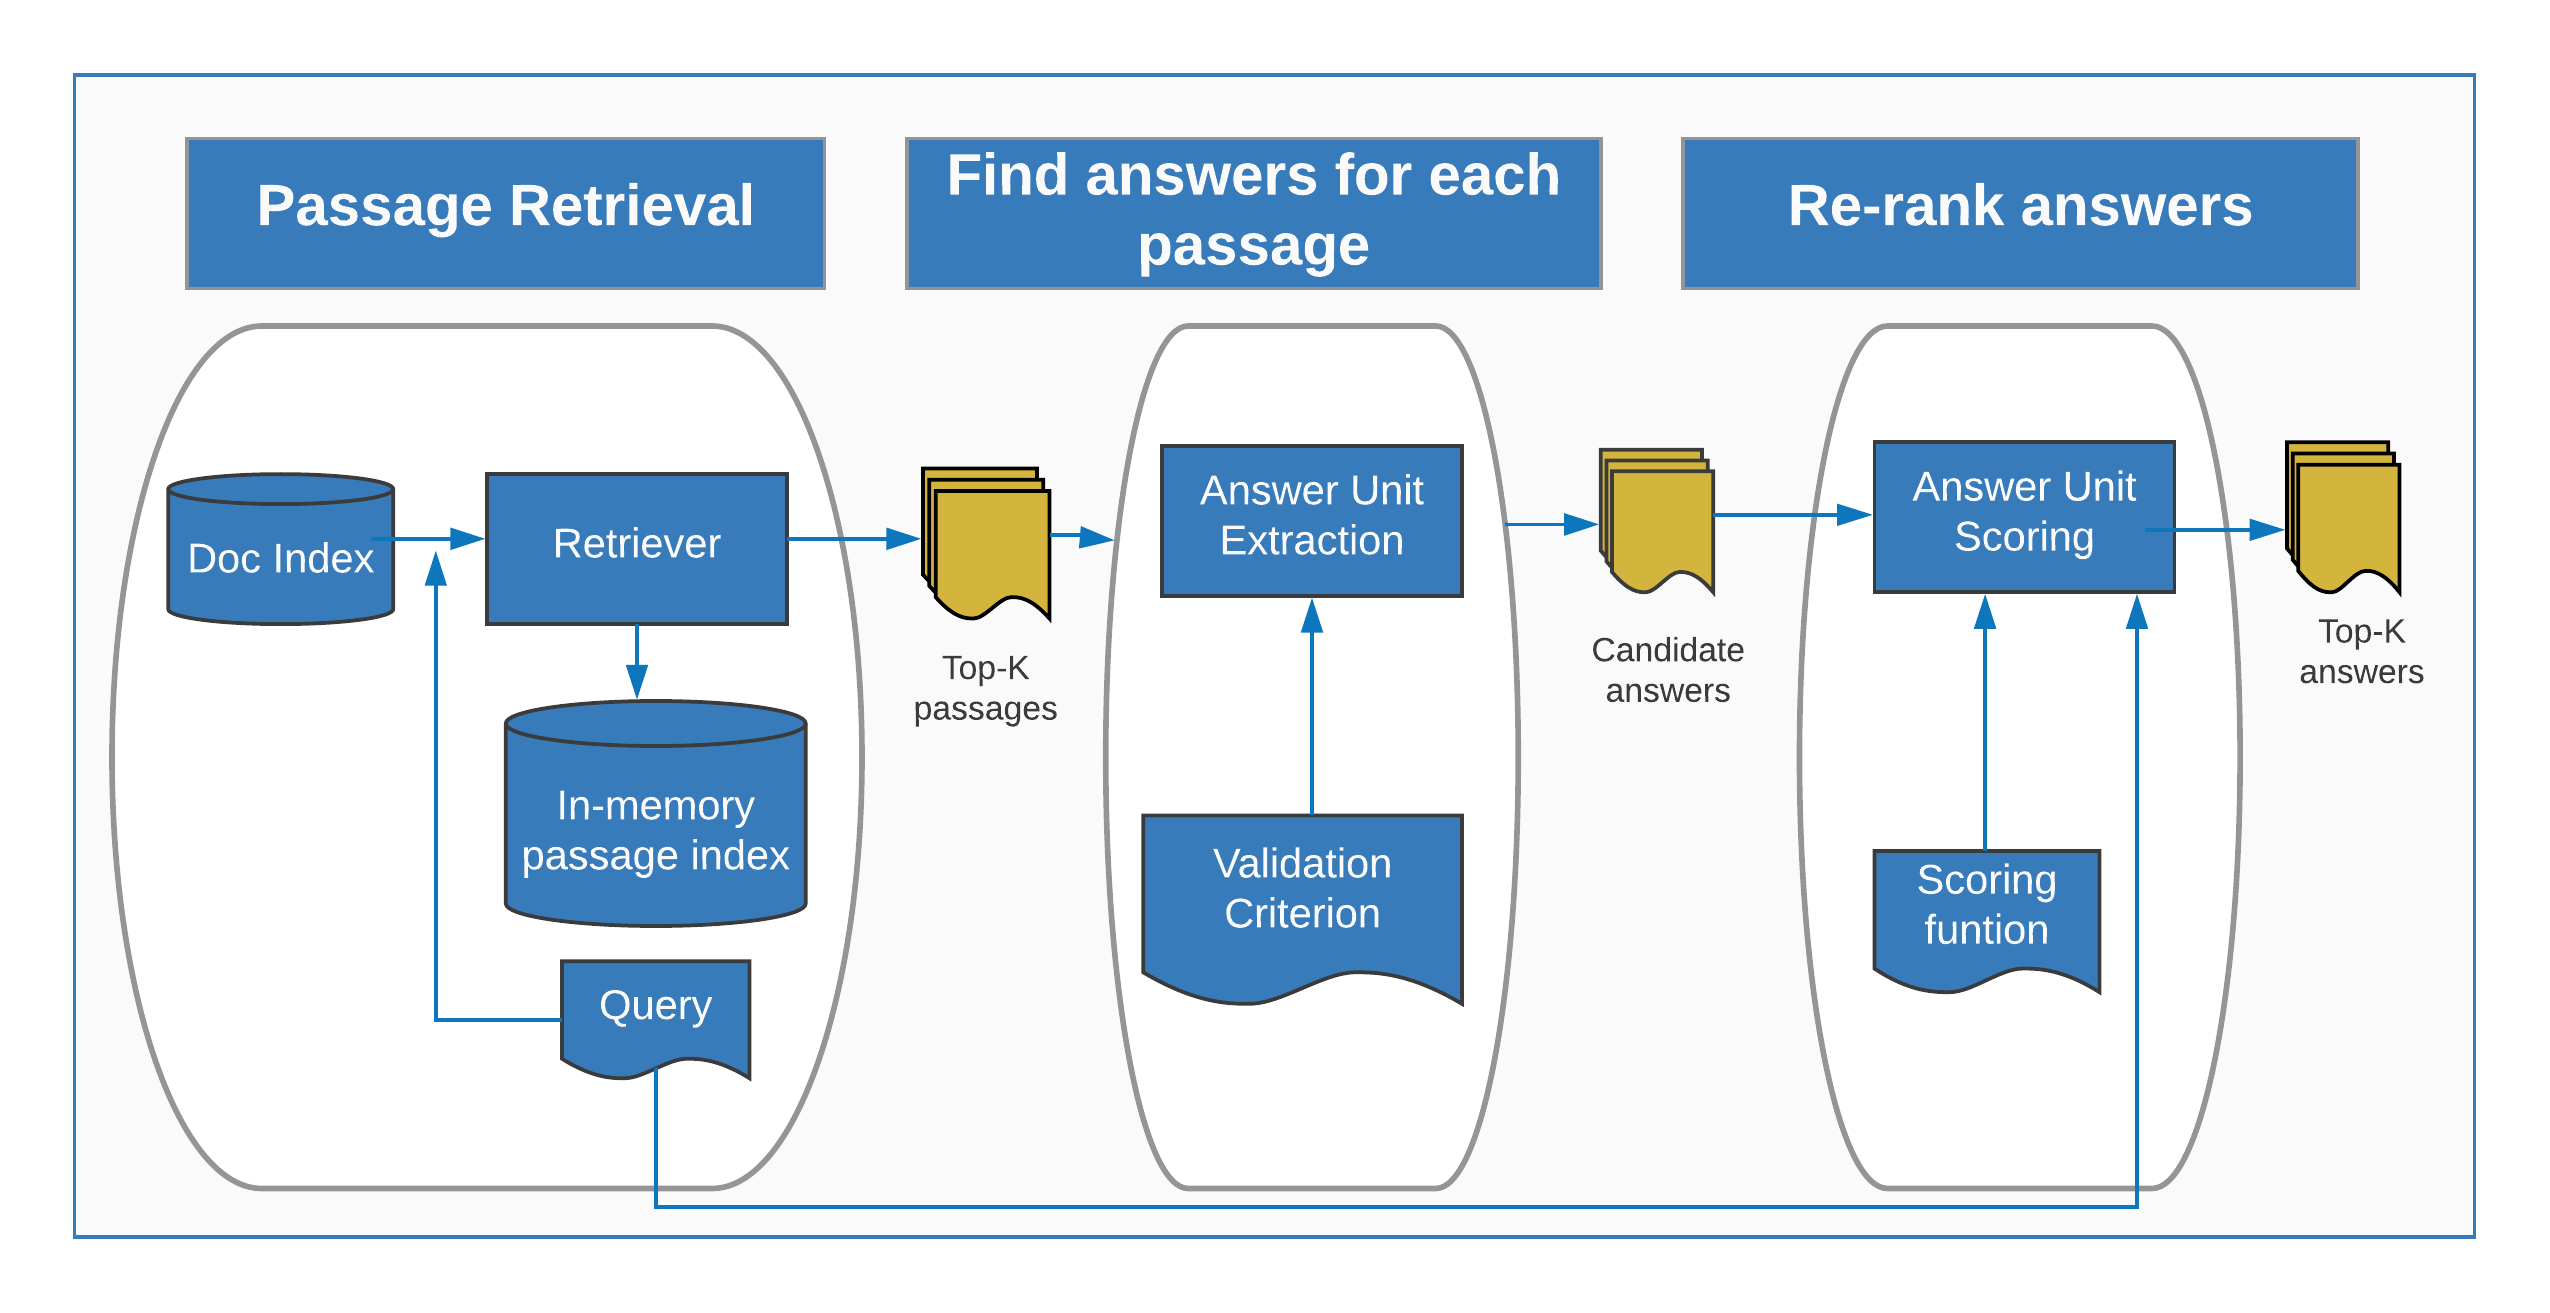 Passage Retrieval
Find answers for each
passage
Re-rank answers
Doc Index
Retriever
In-memory
passage index
Query
Top-K
passages
Answer Unit
Extraction
Validation
Criterion
Candidate
answers
Answer Unit
Scoring
Scoring
funtion
Top-K
answers